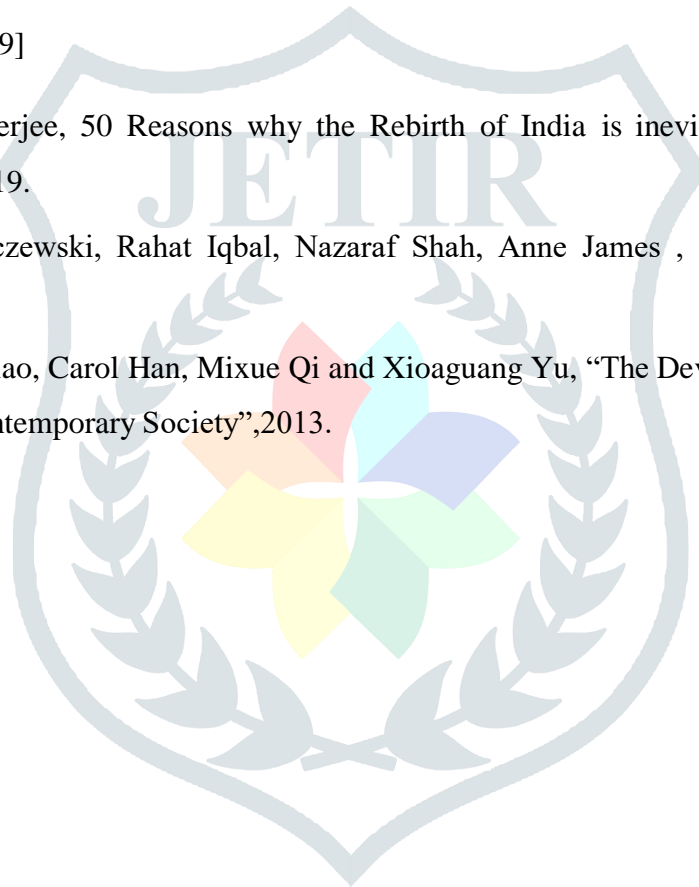 9]
erjee, 50 Reasons why the Rebirth of India is inevi
19.
JETIR
czewski, Rahat Iqbal, Nazaraf Shah, Anne James ,
iao, Carol Han, Mixue Qi and Xioaguang Yu, “The Dev
ntemporary Society”,2013.